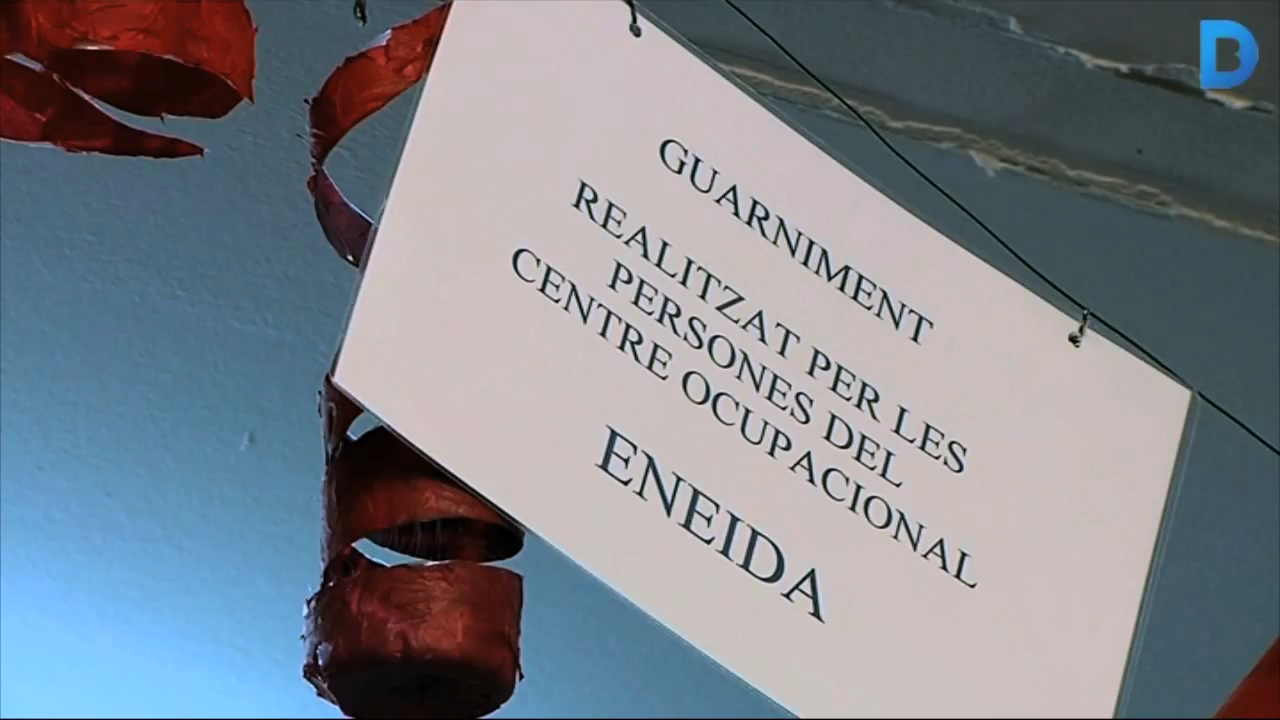 GUARNIMENT
REALITZAT PER LES
PERSONES DEL
CENTRE OCUPACIONAL
ENEIDA
B